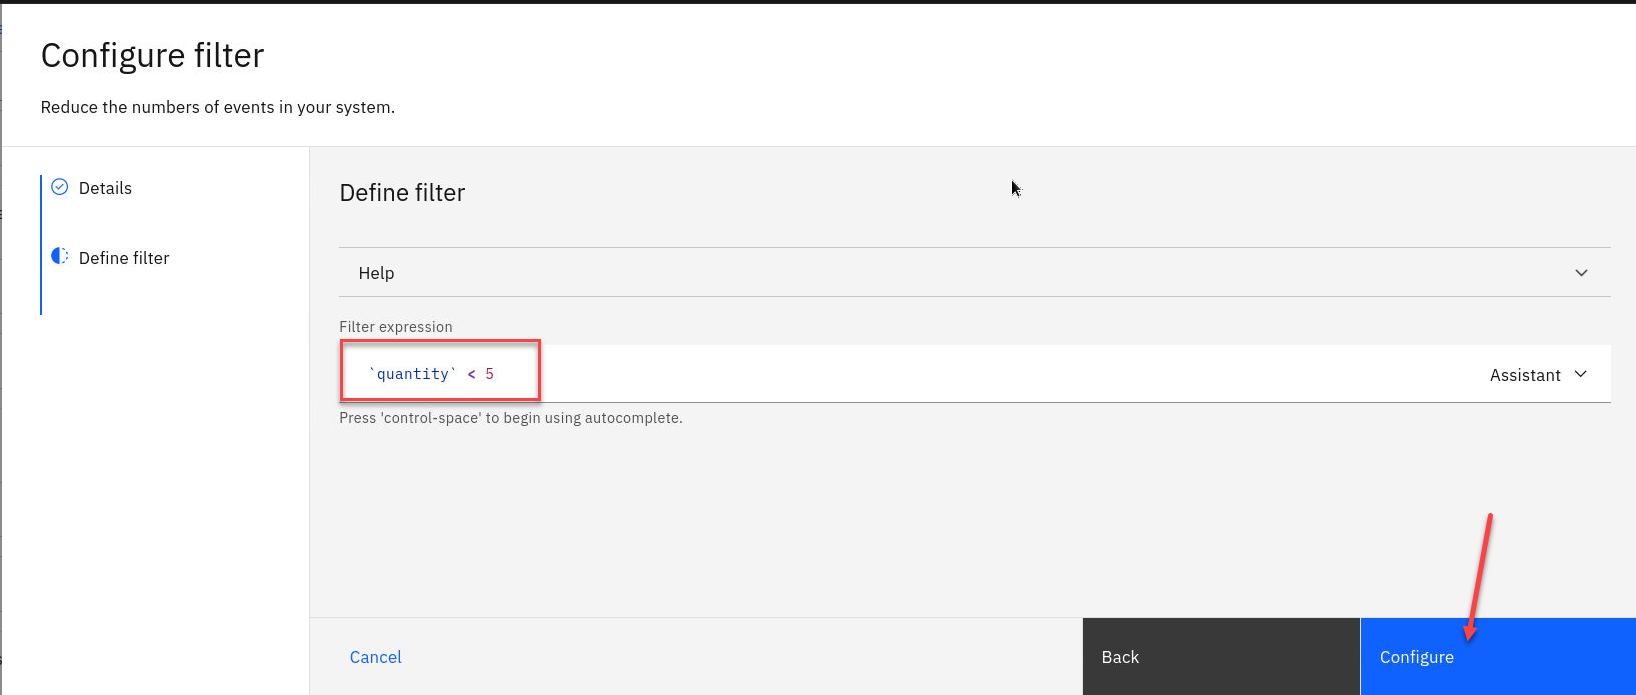 Configure filter
Reduce the numbers of events in your system.
Details
Define filter
Define filter
Help
Filter expression
`quantity` < 5
Assistant
Press 'control-space' to begin using autocomplete.
Cancel
Back
Configure